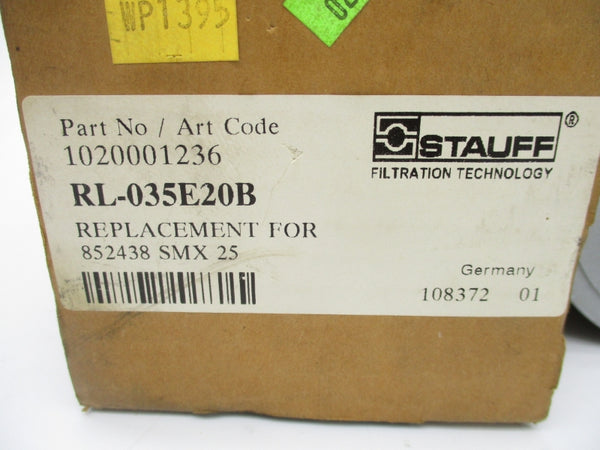 WP1395
Part No / Art Code
1020001236
RL-035E20B
REPLACEMENT FOR
852438 SMX 25
STAUFF®
FILTRATION TECHNOLOGY
Germany
108372 01